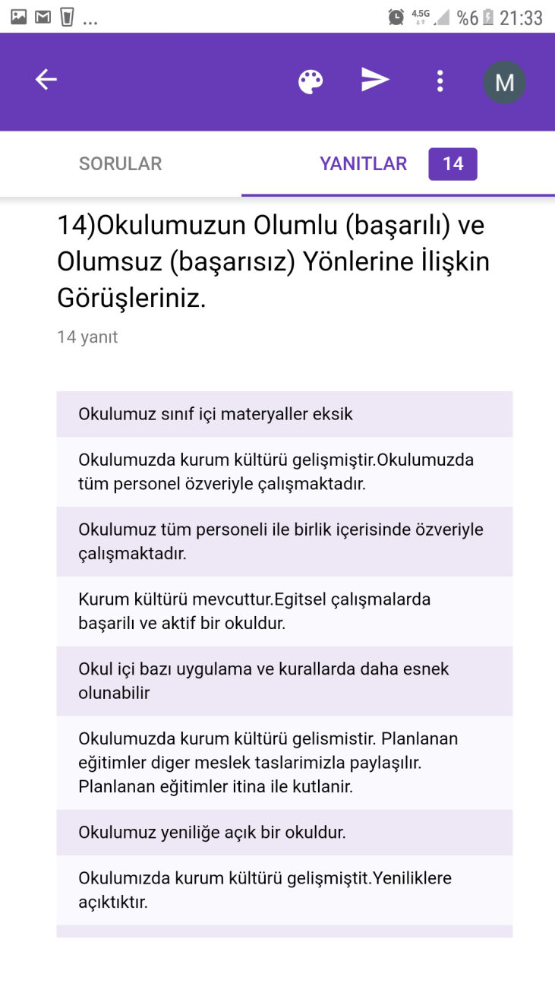 ... 4.5G %6 21:33
M
SORULAR YANITLAR 14
14)Okulumuzun Olumlu (başarılı) ve
Olumsuz (başarısız) Yönlerine İlişkin
Görüşleriniz.
14 yanıt
Okulumuz sınıf içi materyaller eksik
Okulumuzda kurum kültürü gelişmiştir.Okulumuzda
tüm personel özveriyle çalışmaktadır.
Okulumuz tüm personeli ile birlik içerisinde özveriyle
çalışmaktadır.
Kurum kültürü mevcuttur.Egitsel çalışmalarda
başarilı ve aktif bir okuldur.
Okul içi bazı uygulama ve kurallarda daha esnek
olunabilir
Okulumuzda kurum kültürü gelismistir. Planlanan
eğitimler diger meslek taslarimizla paylaşılır.
Planlanan eğitimler itina ile kutlanir.
Okulumuz yeniliğe açık bir okuldur.
Okulumızda kurum kültürü gelişmiştit.Yeniliklere
açıktıktır.